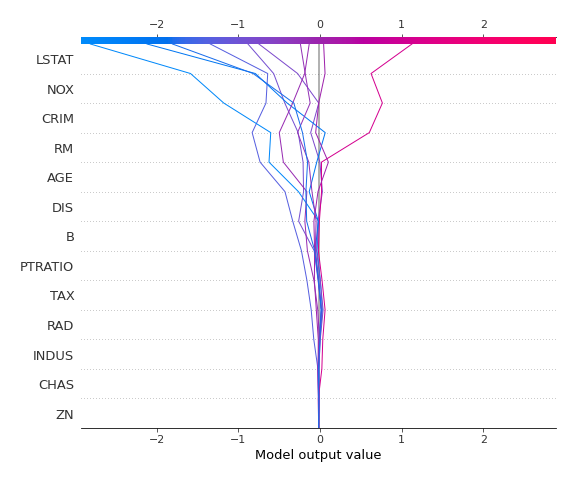 −2 −1 0 1 2
LSTAT
NOX
CRIM
RM
AGE
DIS
B
PTRATIO
TAX
RAD
INDUS
CHAS
ZN
−2 −1 0 1 2
Model output value